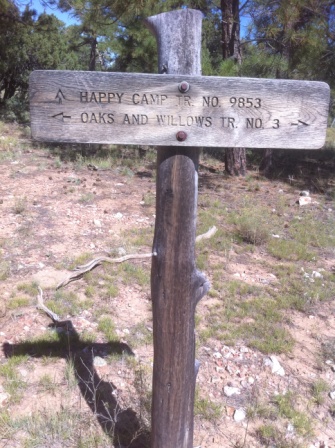 ↑ HAPPY CAMP TR. NO. 9853
← OAKS AND WILLOWS TR. NO. 3 →